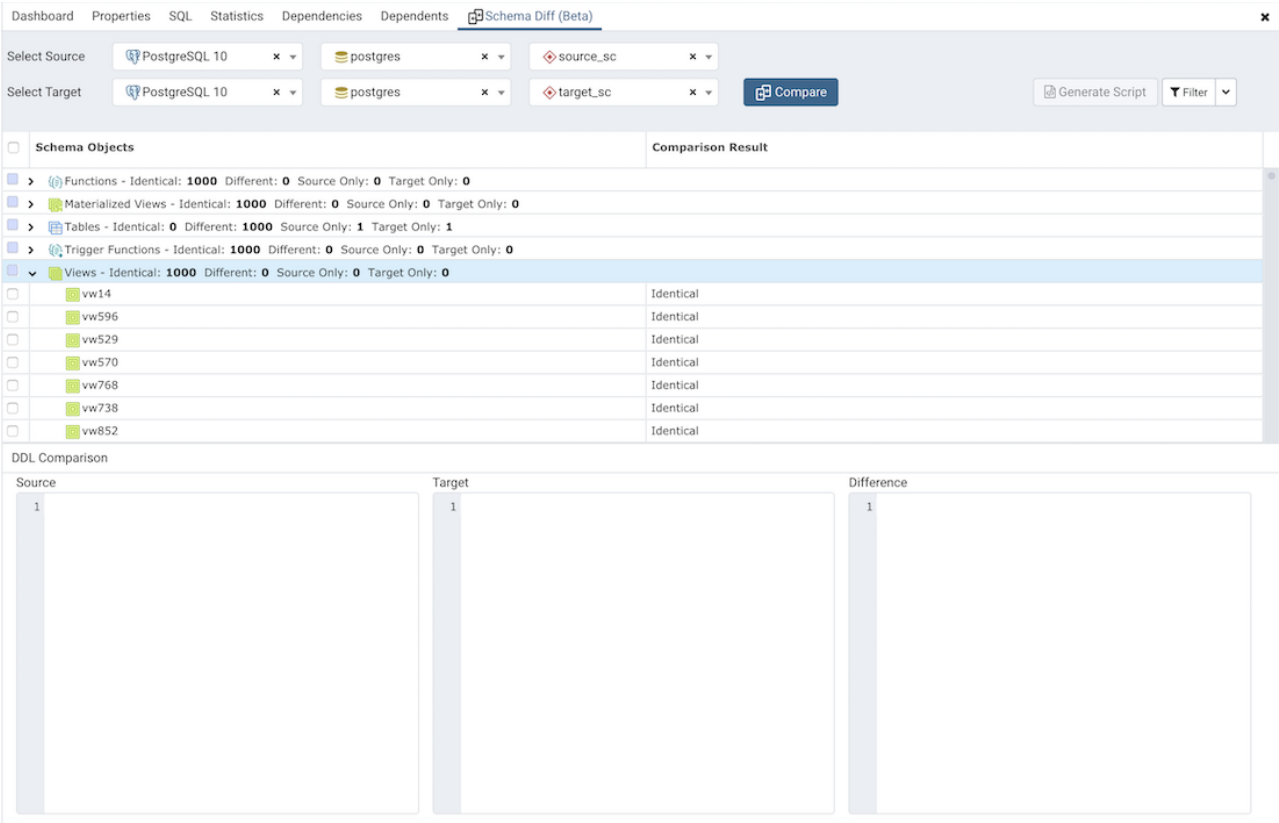 Dashboard Properties SQL Statistics Dependencies Dependents Schema Diff (Beta)
Select Source PostgreSQL 10 postgres source_sc
Select Target PostgreSQL 10 postgres target_sc Compare Generate Script Filter
Schema Objects Comparison Result
Functions - Identical: 1000 Different: 0 Source Only: 0 Target Only: 0
Materialized Views - Identical: 1000 Different: 0 Source Only: 0 Target Only: 0
Tables - Identical: 0 Different: 1000 Source Only: 1 Target Only: 1
Trigger Functions - Identical: 1000 Different: 0 Source Only: 0 Target Only: 0
Views - Identical: 1000 Different: 0 Source Only: 0 Target Only: 0
vw14 Identical
vw596 Identical
vw529 Identical
vw570 Identical
vw768 Identical
vw738 Identical
vw852 Identical
DDL Comparison
Source Target Difference
1 1 1